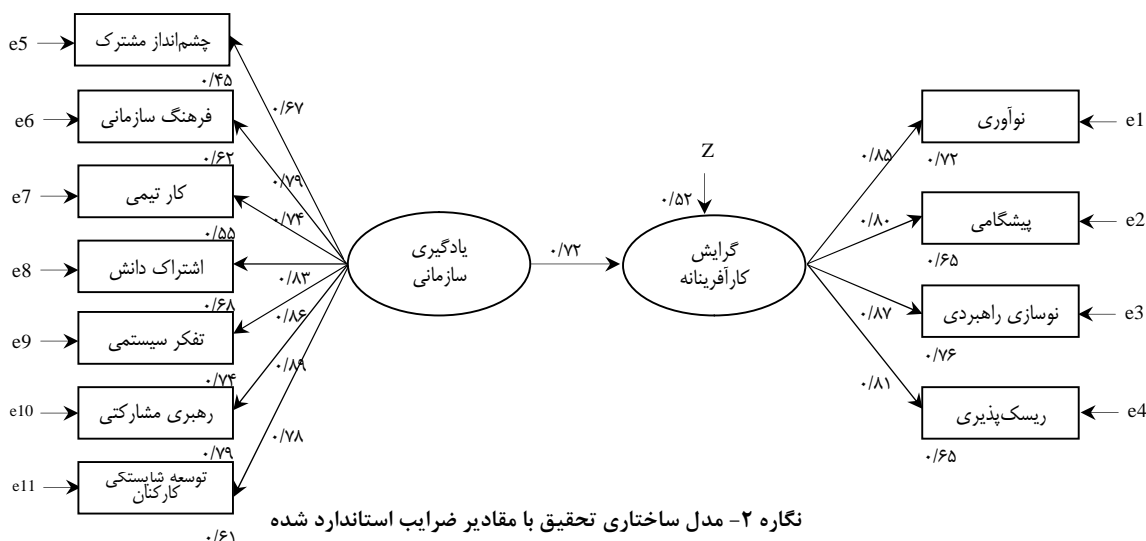 e5
چشم‌انداز مشترک
۰/۴۵
۰/۶۷
e6
فرهنگ سازمانی
۰/۶۲
۰/۷۹
e7
کار تیمی
۰/۵۵
۰/۷۴
e8
اشتراک دانش
۰/۶۸
۰/۸۳
e9
تفکر سیستمی
۰/۷۴
۰/۸۶
e10
رهبری مشارکتی
۰/۷۹
۰/۸۹
e11
توسعه شایستگی
کارکنان
۰/۶۱
۰/۷۸
یادگیری
سازمانی
۰/۷۲
Z
۰/۵۲
گرایش
کارآفرینانه
۰/۸۵
نوآوری
e1
۰/۷۲
۰/۸۰
پیشگامی
e2
۰/۶۵
۰/۸۷
نوسازی راهبردی
e3
۰/۷۶
۰/۸۱
ریسک‌پذیری
e4
۰/۶۵
نگاره ۲- مدل ساختاری تحقیق با مقادیر ضرایب استاندارد شده